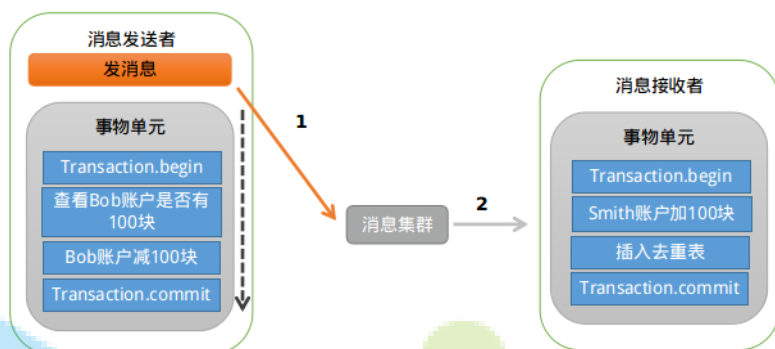 消息发送者
发消息
事物单元
Transaction.begin
查看Bob账户是否有
100块
Bob账户减100块
Transaction.commit
1
消息集群
2
消息接收者
事物单元
Transaction.begin
Smith账户加100块
插入去重表
Transaction.commit